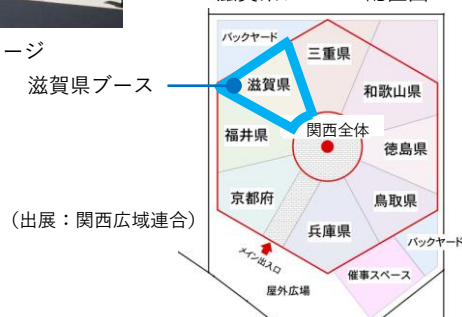 ージ
バックヤード
三重県
滋賀県ブース
滋賀県
和歌山県
福井県
関西全体
徳島県
京都府
鳥取県
（出展：関西広域連合）
兵庫県
バックヤード
メイン出入口
催事スペース
屋外広場